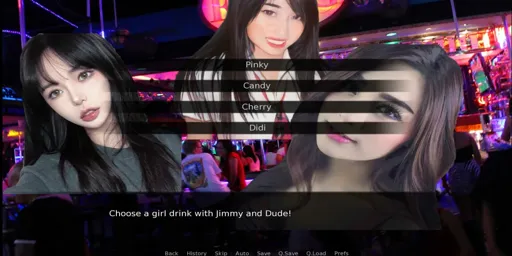 Pinky
Candy
Cherry
Didi
Choose a girl drink with Jimmy and Dude!
Back History Skip Auto Save Q.Save Q.Load Prefs